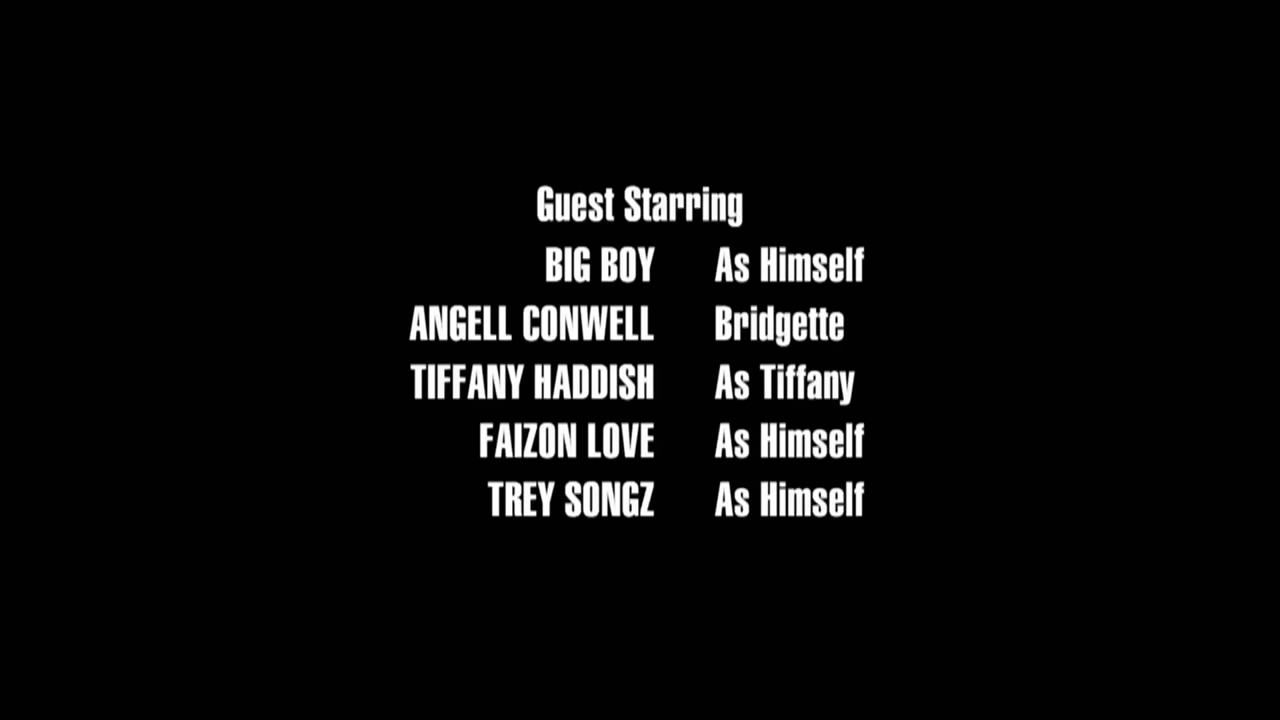 Guest Starring
BIG BOY As Himself
ANGELL CONWELL Bridgette
TIFFANY HADDISH As Tiffany
FAIZON LOVE As Himself
TREY SONGZ As Himself